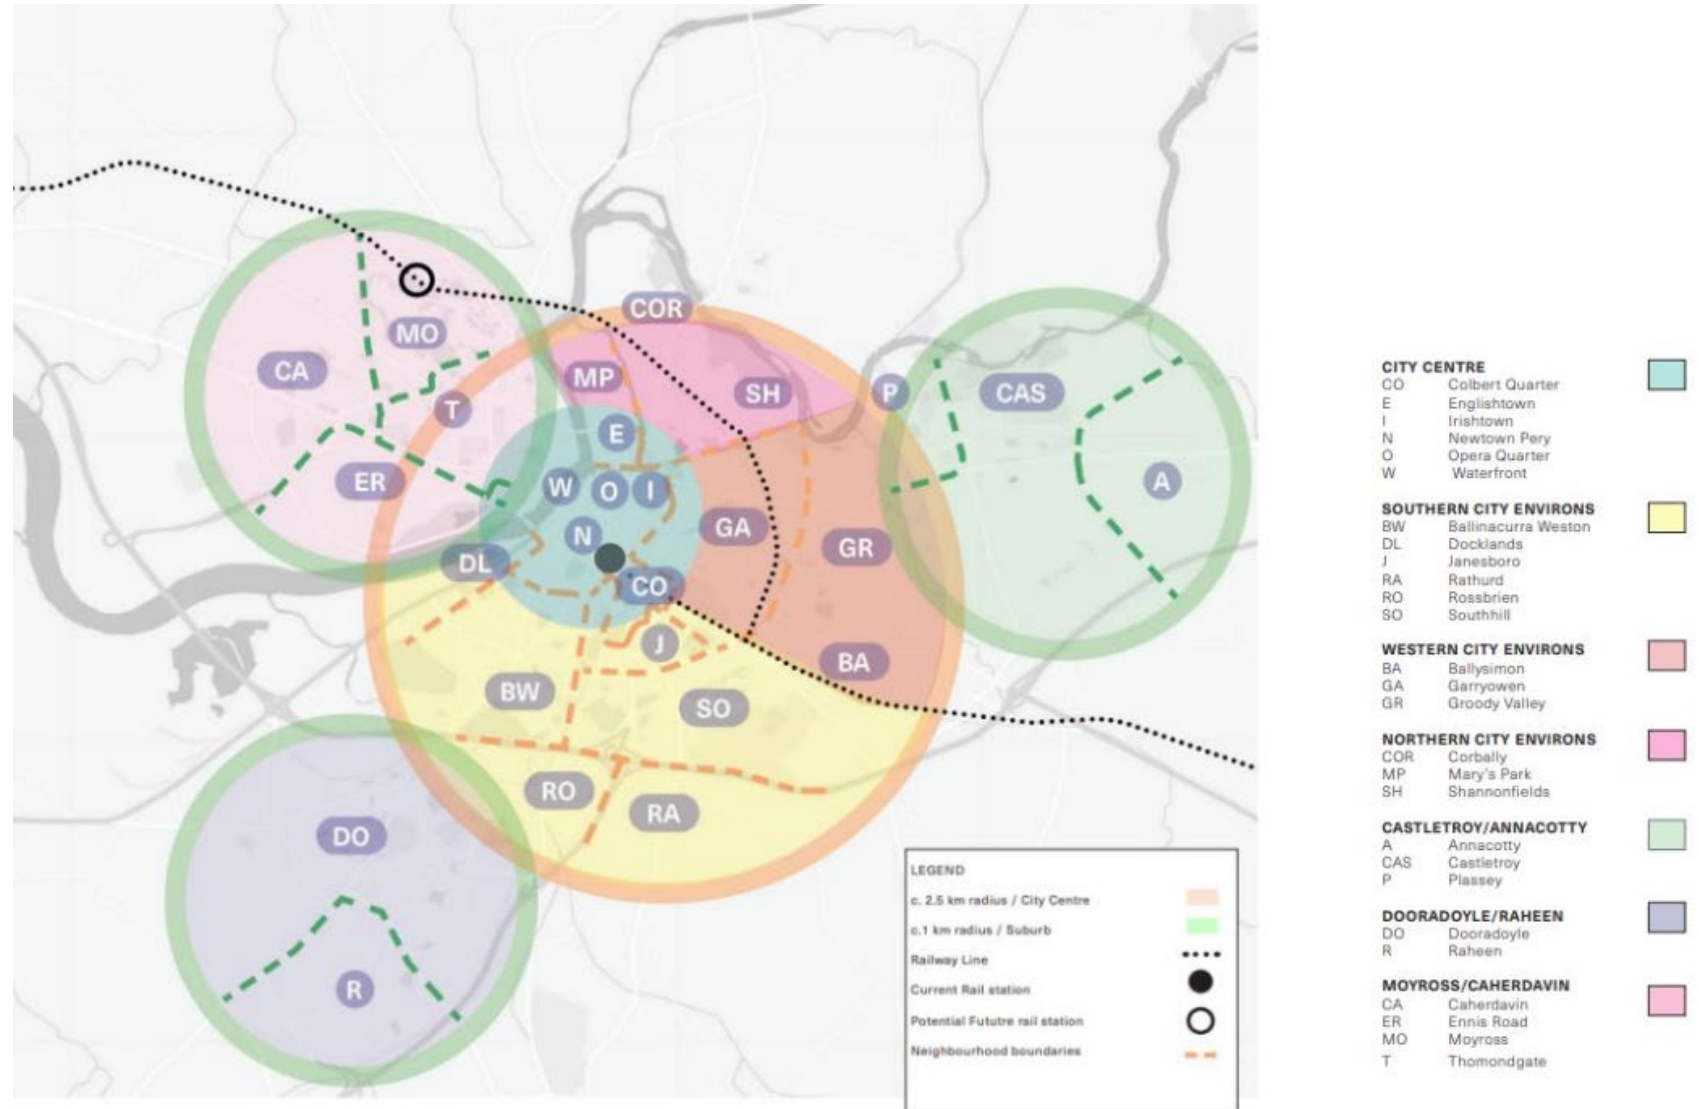 COR
MO
CA
MP
SH
P
CAS
T
E
ER
W
O
I
A
N
GA
GR
DL
CO
J
BA
BW
SO
RO
RA
DO
R
LEGEND
c. 2.5 km radius / City Centre
c.1 km radius / Suburb
Railway Line
Current Rail station
Potential Fututre rail station
Neighbourhood boundaries
CITY CENTRE
CO Colbert Quarter
E Englishtown
I Irishtown
N Newtown Pery
O Opera Quarter
W Waterfront
SOUTHERN CITY ENVIRONS
BW Ballinacurra Weston
DL Docklands
J Janesboro
RA Rathurd
RO Rossbrien
SO Southhill
WESTERN CITY ENVIRONS
BA Ballysimon
GA Garryowen
GR Groody Valley
NORTHERN CITY ENVIRONS
COR Corbally
MP Mary's Park
SH Shannonfields
CASTLETROY/ANNACOTTY
A Annacotty
CAS Castletroy
P Plassey
DOORADOYLE/RAHEEN
DO Dooradoyle
R Raheen
MOYROSS/CAHERDAVIN
CA Caherdavin
ER Ennis Road
MO Moyross
T Thomondgate